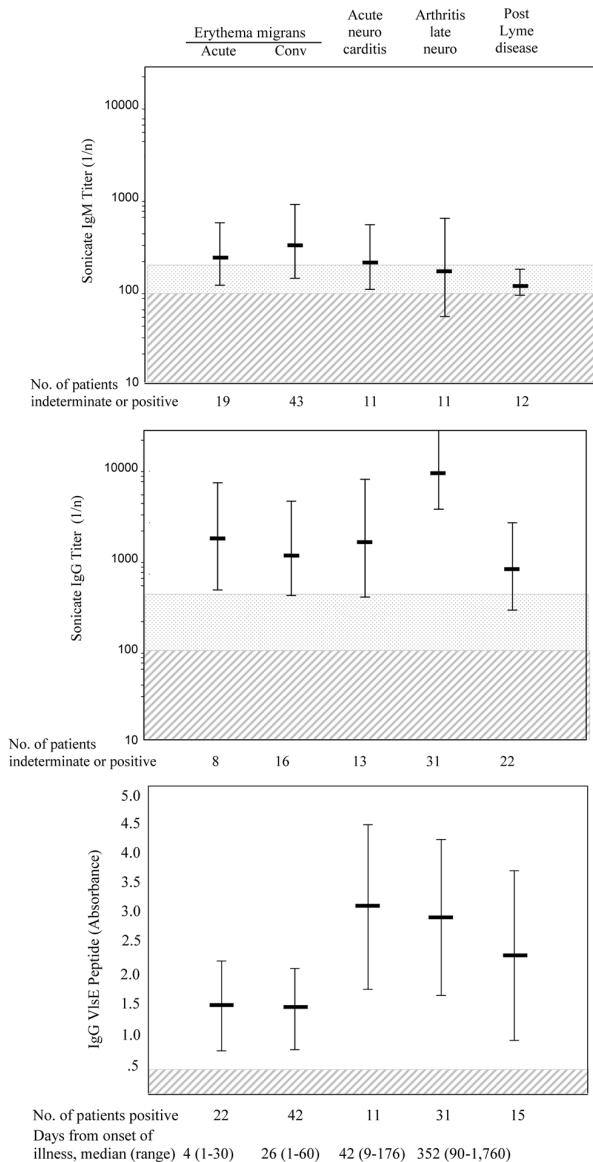 Erythema migrans
Acute Conv
Acute
neuro
carditis
Arthritis
late
neuro
Post
Lyme
disease
Sonicate IgM Titer (1/n)
10000
1000
100
10
No. of patients
indeterminate or positive 19 43 11 11 12
Sonicate IgG Titer (1/n)
10000
1000
100
10
No. of patients
indeterminate or positive 8 16 13 31 22
IgG VlsE Peptide (Absorbance)
5.0
4.5
4.0
3.5
3.0
2.5
2.0
1.5
1.0
.5
No. of patients positive 22 42 11 31 15
Days from onset of
illness, median (range) 4 (1-30) 26 (1-60) 42 (9-176) 352 (90-1,760)